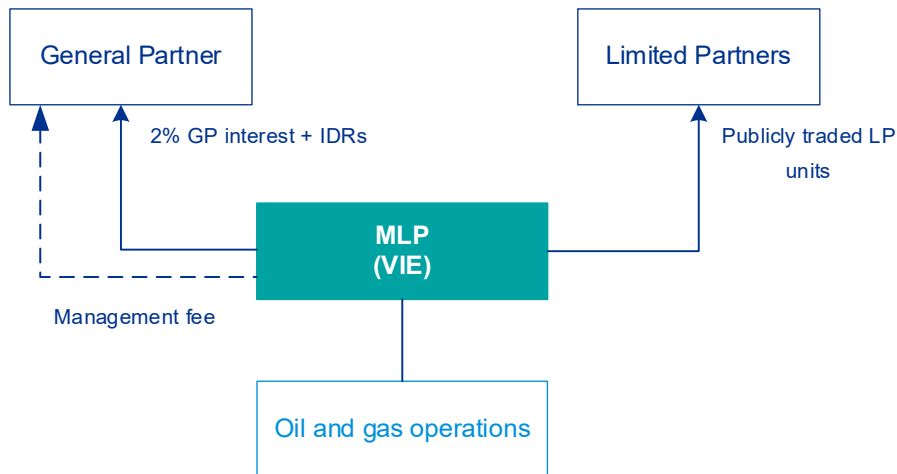 General Partner
Limited Partners
2% GP interest + IDRs
Publicly traded LP
units
MLP
(VIE)
Management fee
Oil and gas operations